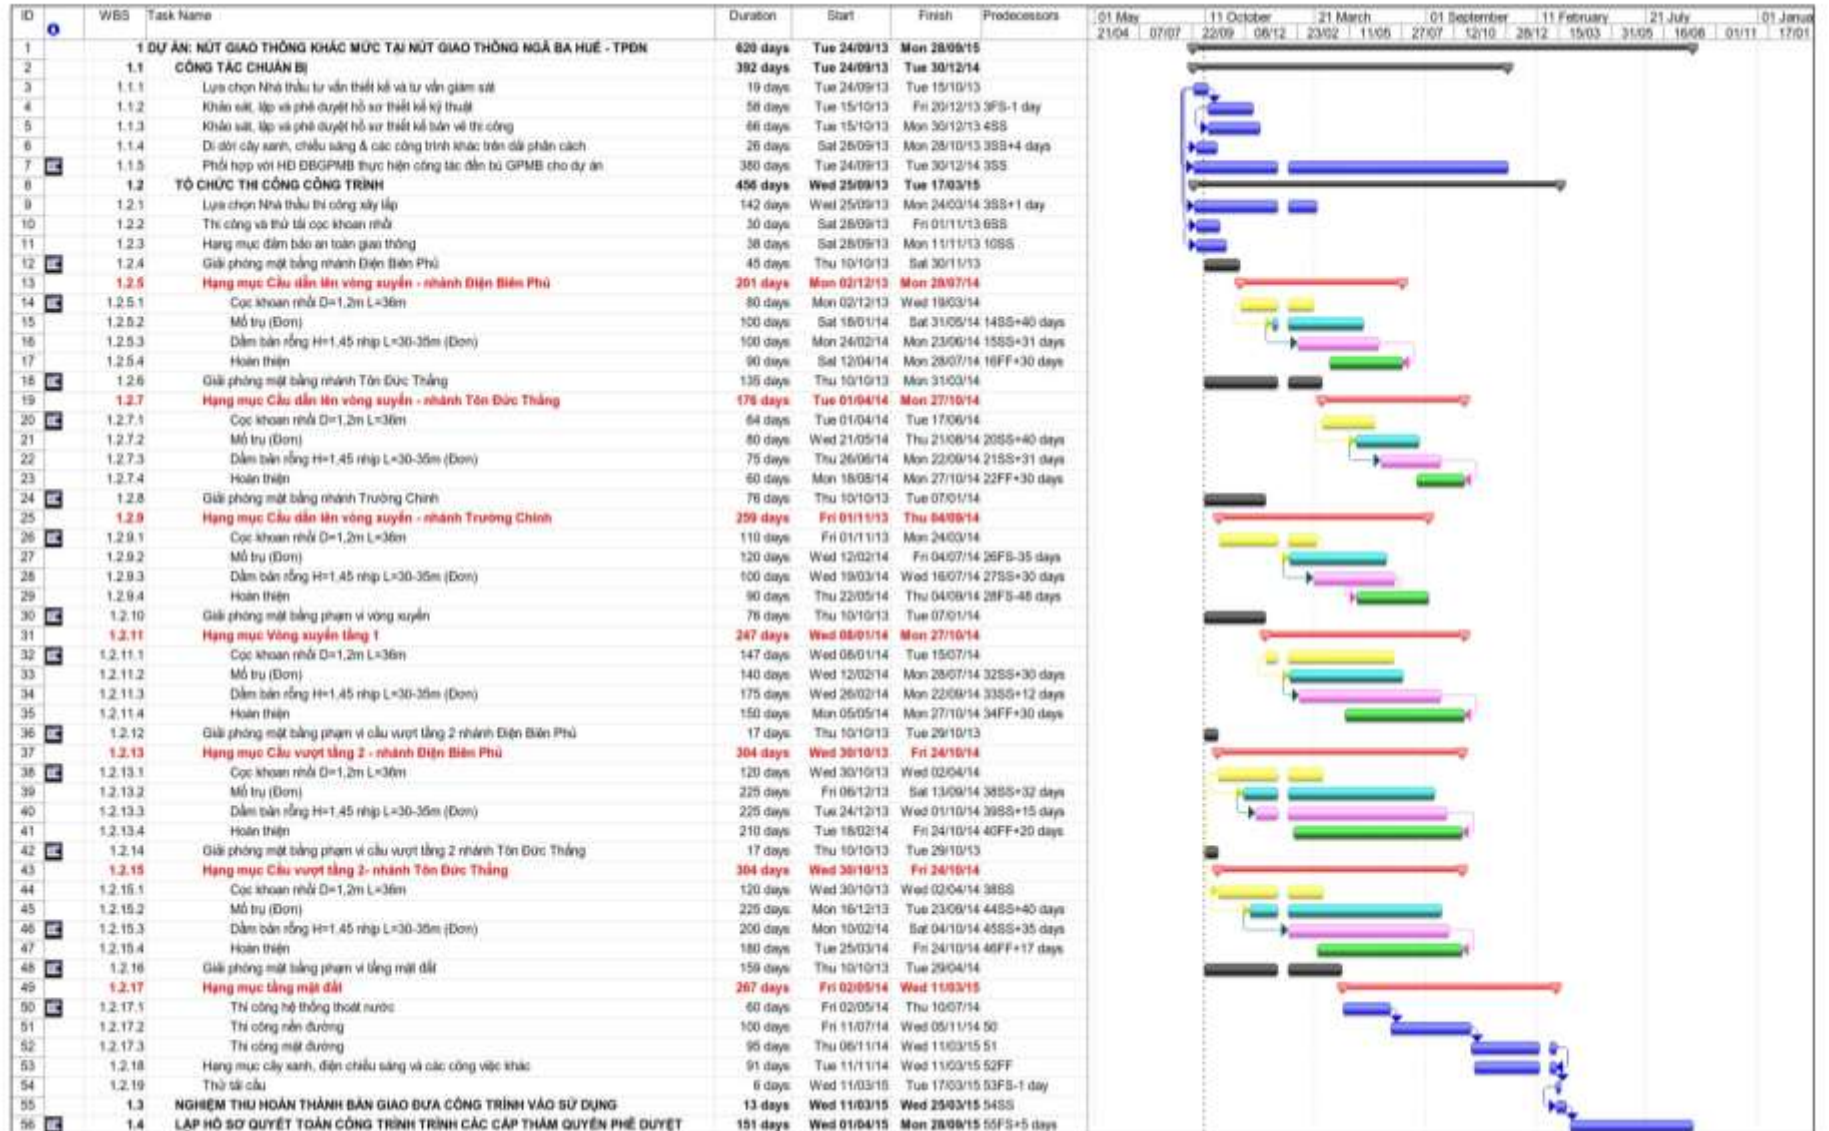 ID WBS Task Name Duration Start Finish Predecessors 01 May 11 October 21 March 01 September 11 February 21 July 01 Janua
21/04 07/07 22/09 08/12 23/02 11/05 27/07 12/10 28/12 15/03 31/05 16/08 01/11 17/01
1 1 DỰ ÁN: NÚT GIAO THÔNG KHÁC MỨC TẠI NÚT GIAO THÔNG NGÃ BA HUẾ - TPĐN 620 days Tue 24/09/13 Mon 28/09/15
2 1.1 CÔNG TÁC CHUẨN BỊ 392 days Tue 24/09/13 Tue 30/12/14
3 1.1.1 Lựa chọn Nhà thầu tư vấn thiết kế và tư vấn giám sát 19 days Tue 24/09/13 Tue 15/10/13
4 1.1.2 Khảo sát, lập và phê duyệt hồ sơ thiết kế kỹ thuật 58 days Tue 15/10/13 Fri 20/12/13 3FS-1 day
5 1.1.3 Khảo sát, lập và phê duyệt hồ sơ thiết kế bản vẽ thi công 66 days Tue 15/10/13 Mon 30/12/13 4SS
6 1.1.4 Di dời cây xanh, chiếu sáng & các công trình khác trên dải phân cách 26 days Sat 28/09/13 Mon 28/10/13 3SS+4 days
7 1.1.5 Phối hợp với HĐ ĐBGPMB thực hiện công tác đền bù GPMB cho dự án 380 days Tue 24/09/13 Tue 30/12/14 3SS
8 1.2 TỔ CHỨC THI CÔNG CÔNG TRÌNH 456 days Wed 25/09/13 Tue 17/03/15
9 1.2.1 Lựa chọn Nhà thầu thi công xây lắp 142 days Wed 25/09/13 Mon 24/03/14 3SS+1 day
10 1.2.2 Thi công và thử tải cọc khoan nhồi 30 days Sat 28/09/13 Fri 01/11/13 6SS
11 1.2.3 Hạng mục đảm bảo an toàn giao thông 38 days Sat 28/09/13 Mon 11/11/13 10SS
12 1.2.4 Giải phóng mặt bằng nhánh Điện Biên Phủ 45 days Thu 10/10/13 Sat 30/11/13
13 1.2.5 Hạng mục Cầu dẫn lên vòng xuyến - nhánh Điện Biên Phủ 201 days Mon 02/12/13 Mon 28/07/14
14 1.2.5.1 Cọc khoan nhồi D=1,2m L=36m 80 days Mon 02/12/13 Wed 19/03/14
15 1.2.5.2 Mố trụ (Đơn) 100 days Sat 18/01/14 Sat 31/05/14 14SS+40 days
16 1.2.5.3 Dầm bản rỗng H=1,45 nhịp L=30-35m (Đơn) 100 days Mon 24/02/14 Mon 23/06/14 15SS+31 days
17 1.2.5.4 Hoàn thiện 90 days Sat 12/04/14 Mon 28/07/14 16FF+30 days
18 1.2.6 Giải phóng mặt bằng nhánh Tôn Đức Thắng 135 days Thu 10/10/13 Mon 31/03/14
19 1.2.7 Hạng mục Cầu dẫn lên vòng xuyến - nhánh Tôn Đức Thắng 176 days Tue 01/04/14 Mon 27/10/14
20 1.2.7.1 Cọc khoan nhồi D=1,2m L=36m 64 days Tue 01/04/14 Tue 17/06/14
21 1.2.7.2 Mố trụ (Đơn) 80 days Wed 21/05/14 Thu 21/08/14 20SS+40 days
22 1.2.7.3 Dầm bản rỗng H=1,45 nhịp L=30-35m (Đơn) 75 days Thu 26/06/14 Mon 22/09/14 21SS+31 days
23 1.2.7.4 Hoàn thiện 60 days Mon 18/08/14 Mon 27/10/14 22FF+30 days
24 1.2.8 Giải phóng mặt bằng nhánh Trường Chinh 76 days Thu 10/10/13 Tue 07/01/14
25 1.2.9 Hạng mục Cầu dẫn lên vòng xuyến - nhánh Trường Chinh 259 days Fri 01/11/13 Thu 04/09/14
26 1.2.9.1 Cọc khoan nhồi D=1,2m L=36m 110 days Fri 01/11/13 Mon 24/03/14
27 1.2.9.2 Mố trụ (Đơn) 120 days Wed 12/02/14 Fri 04/07/14 26FS-35 days
28 1.2.9.3 Dầm bản rỗng H=1,45 nhịp L=30-35m (Đơn) 100 days Wed 19/03/14 Wed 16/07/14 27SS+30 days
29 1.2.9.4 Hoàn thiện 90 days Thu 22/05/14 Thu 04/09/14 28FS-48 days
30 1.2.10 Giải phóng mặt bằng phạm vi vòng xuyến 76 days Thu 10/10/13 Tue 07/01/14
31 1.2.11 Hạng mục Vòng xuyến tầng 1 247 days Wed 08/01/14 Mon 27/10/14
32 1.2.11.1 Cọc khoan nhồi D=1,2m L=36m 147 days Wed 08/01/14 Tue 15/07/14
33 1.2.11.2 Mố trụ (Đơn) 140 days Wed 12/02/14 Mon 28/07/14 32SS+30 days
34 1.2.11.3 Dầm bản rỗng H=1,45 nhịp L=30-35m (Đơn) 175 days Wed 26/02/14 Mon 22/09/14 33SS+12 days
35 1.2.11.4 Hoàn thiện 150 days Mon 05/05/14 Mon 27/10/14 34FF+30 days
36 1.2.12 Giải phóng mặt bằng phạm vi cầu vượt tầng 2 nhánh Điện Biên Phủ 17 days Thu 10/10/13 Tue 29/10/13
37 1.2.13 Hạng mục Cầu vượt tầng 2 - nhánh Điện Biên Phủ 304 days Wed 30/10/13 Fri 24/10/14
38 1.2.13.1 Cọc khoan nhồi D=1,2m L=36m 120 days Wed 30/10/13 Wed 02/04/14
39 1.2.13.2 Mố trụ (Đơn) 225 days Fri 06/12/13 Sat 13/09/14 38SS+32 days
40 1.2.13.3 Dầm bản rỗng H=1,45 nhịp L=30-35m (Đơn) 225 days Tue 24/12/13 Wed 01/10/14 39SS+15 days
41 1.2.13.4 Hoàn thiện 210 days Tue 18/02/14 Fri 24/10/14 40FF+20 days
42 1.2.14 Giải phóng mặt bằng phạm vi cầu vượt tầng 2 nhánh Tôn Đức Thắng 17 days Thu 10/10/13 Tue 29/10/13
43 1.2.15 Hạng mục Cầu vượt tầng 2- nhánh Tôn Đức Thắng 304 days Wed 30/10/13 Fri 24/10/14
44 1.2.15.1 Cọc khoan nhồi D=1,2m L=36m 120 days Wed 30/10/13 Wed 02/04/14 38SS
45 1.2.15.2 Mố trụ (Đơn) 225 days Mon 16/12/13 Tue 23/09/14 44SS+40 days
46 1.2.15.3 Dầm bản rỗng H=1,45 nhịp L=30-35m (Đơn) 200 days Mon 10/02/14 Sat 04/10/14 45SS+35 days
47 1.2.15.4 Hoàn thiện 180 days Tue 25/03/14 Fri 24/10/14 46FF+17 days
48 1.2.16 Giải phóng mặt bằng phạm vi tầng mặt đất 159 days Thu 10/10/13 Tue 29/04/14
49 1.2.17 Hạng mục tầng mặt đất 267 days Fri 02/05/14 Wed 11/03/15
50 1.2.17.1 Thi công hệ thống thoát nước 60 days Fri 02/05/14 Thu 10/07/14
51 1.2.17.2 Thi công nền đường 100 days Fri 11/07/14 Wed 05/11/14 50
52 1.2.17.3 Thi công mặt đường 95 days Thu 06/11/14 Wed 11/03/15 51
53 1.2.18 Hạng mục cây xanh, điện chiếu sáng và các công việc khác 91 days Tue 11/11/14 Wed 11/03/15 52FF
54 1.2.19 Thử tải cầu 6 days Wed 11/03/15 Tue 17/03/15 53FS-1 day
55 1.3 NGHIỆM THU HOÀN THÀNH BÀN GIAO ĐƯA CÔNG TRÌNH VÀO SỬ DỤNG 13 days Wed 11/03/15 Wed 25/03/15 54SS
56 1.4 LẬP HỒ SƠ QUYẾT TOÁN CÔNG TRÌNH TRÌNH CÁC CẤP THẨM QUYỀN PHÊ DUYỆT 151 days Wed 01/04/15 Mon 28/09/15 55FS+5 days